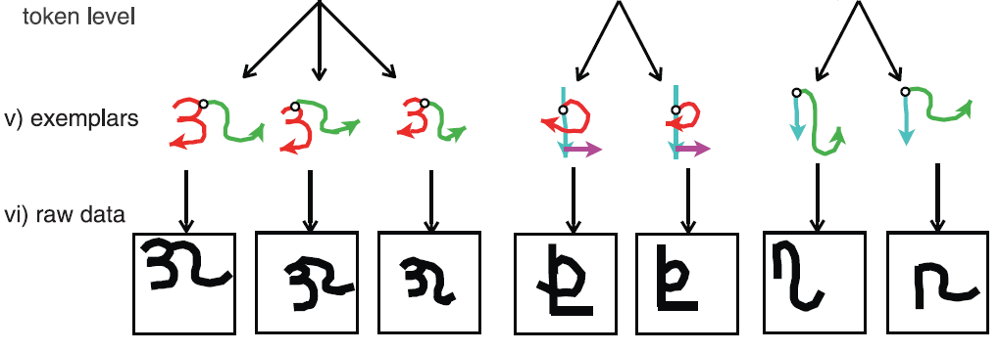 token level
v) exemplars
vi) raw data